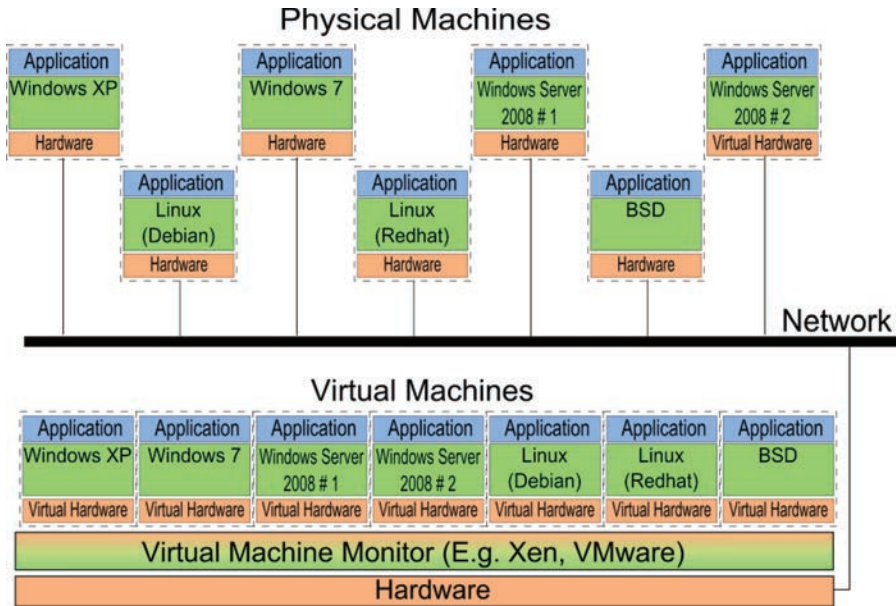 Physical Machines
Application
Windows XP
Hardware
Application
Windows 7
Hardware
Application
Windows Server
2008 # 1
Hardware
Application
Windows Server
2008 # 2
Virtual Hardware
Application
Linux
(Debian)
Hardware
Application
Linux
(Redhat)
Hardware
Application
BSD
Hardware
Network
Virtual Machines
Application
Windows XP
Virtual Hardware
Application
Windows 7
Virtual Hardware
Application
Windows Server
2008 # 1
Virtual Hardware
Application
Windows Server
2008 # 2
Virtual Hardware
Application
Linux
(Debian)
Virtual Hardware
Application
Linux
(Redhat)
Virtual Hardware
Application
BSD
Virtual Hardware
Virtual Machine Monitor (E.g. Xen, VMware)
Hardware